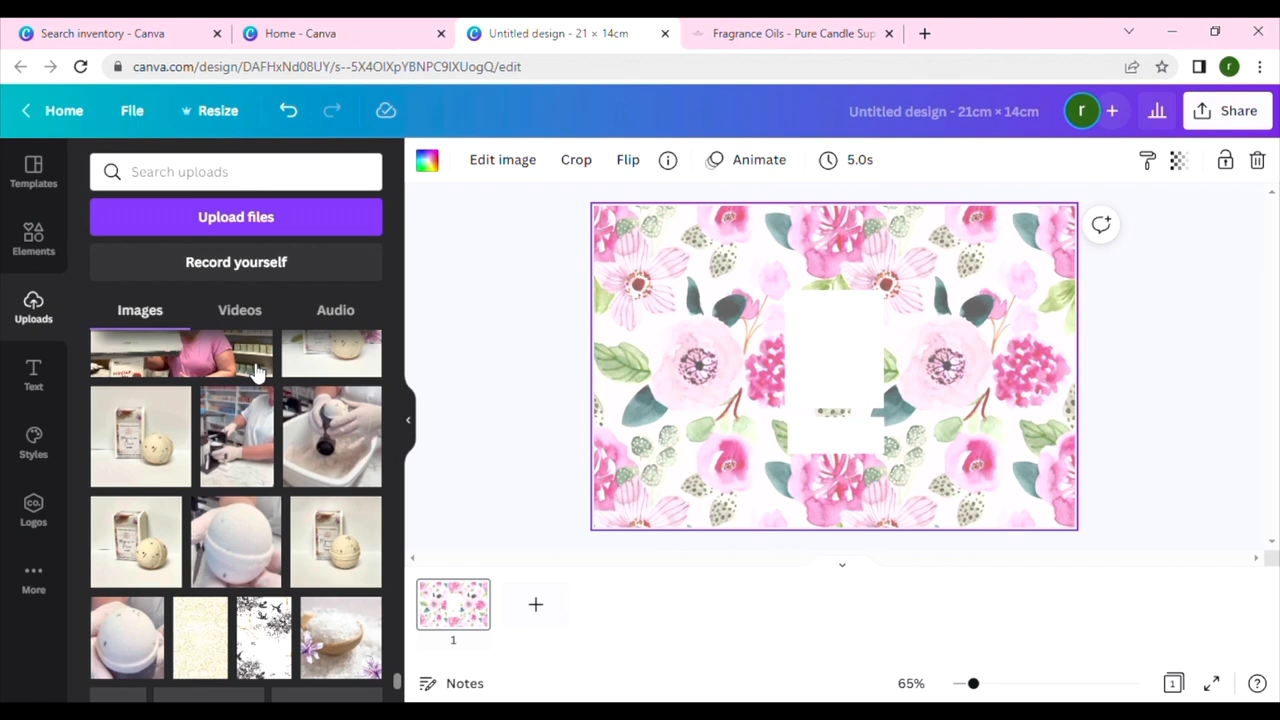 Search inventory - Canva
Home - Canva
Untitled design - 21 × 14cm
Fragrance Oils - Pure Candle Sup
canva.com/design/DAFHxNd08UY/s--5X4OlXpYBNPC9lXUogQ/edit
r
Home
File
Resize
Untitled design - 21cm × 14cm
r
Share
Templates
Elements
Uploads
Text
Styles
co.
Logos
More
Search uploads
Upload files
Record yourself
Images
Videos
Audio
Edit image
Crop
Flip
Animate
5.0s
1
Notes
65%
1